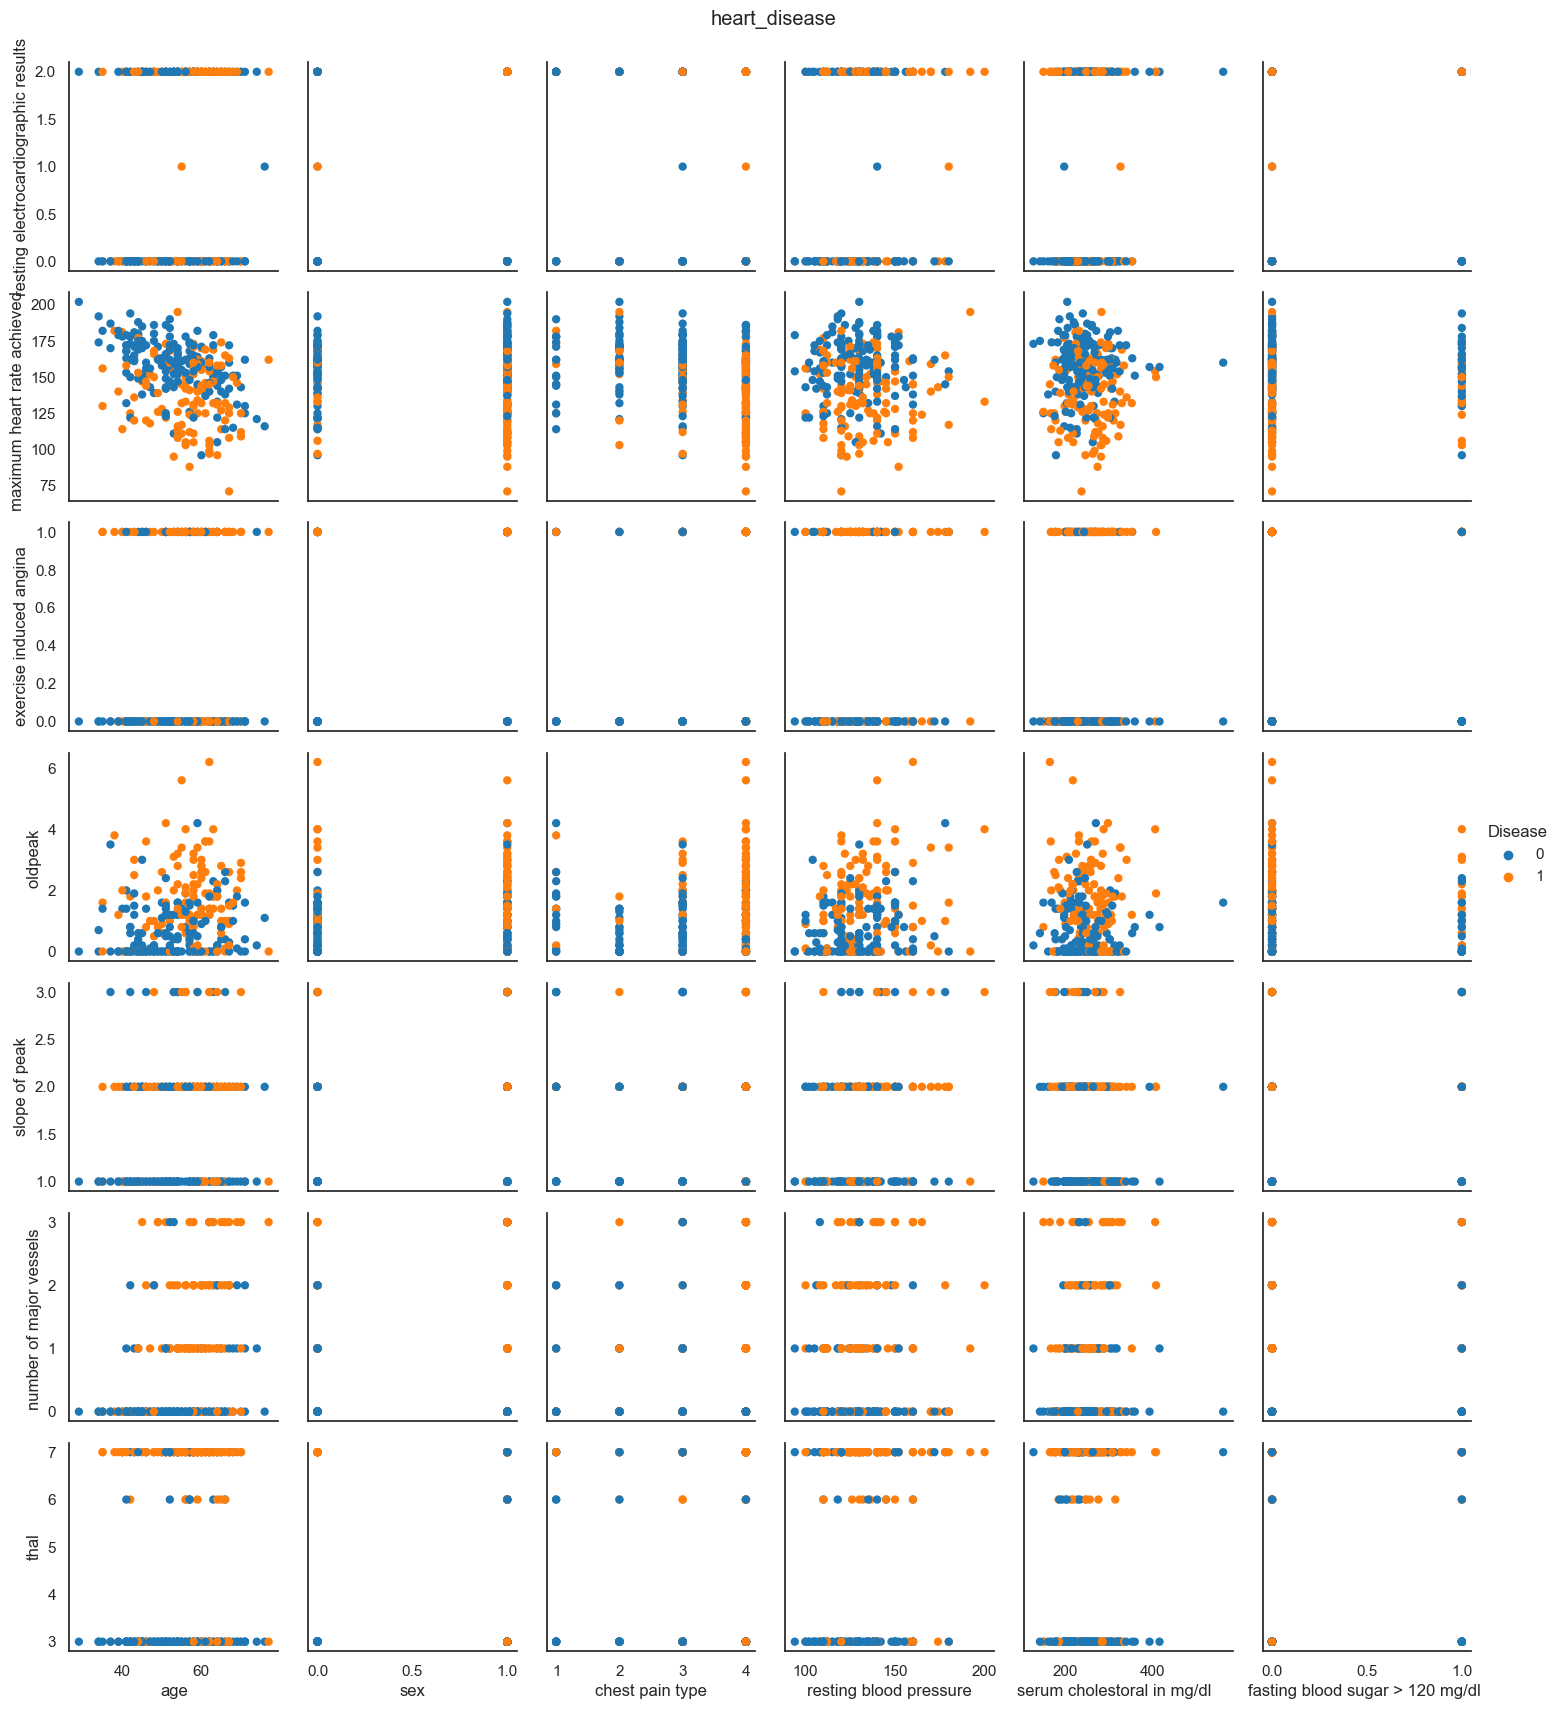 heart_disease
resting electrocardiographic results
2.0
1.5
1.0
0.5
0.0
maximum heart rate achieved
200
175
150
125
100
75
exercise induced angina
1.0
0.8
0.6
0.4
0.2
0.0
oldpeak
6
4
2
0
Disease
0
1
slope of peak
3.0
2.5
2.0
1.5
1.0
number of major vessels
3
2
1
0
thal
7
6
5
4
3
40 60
age
0.0 0.5 1.0
sex
1 2 3 4
chest pain type
100 150 200
resting blood pressure
200 400
serum cholestoral in mg/dl
0.0 0.5 1.0
fasting blood sugar > 120 mg/dl